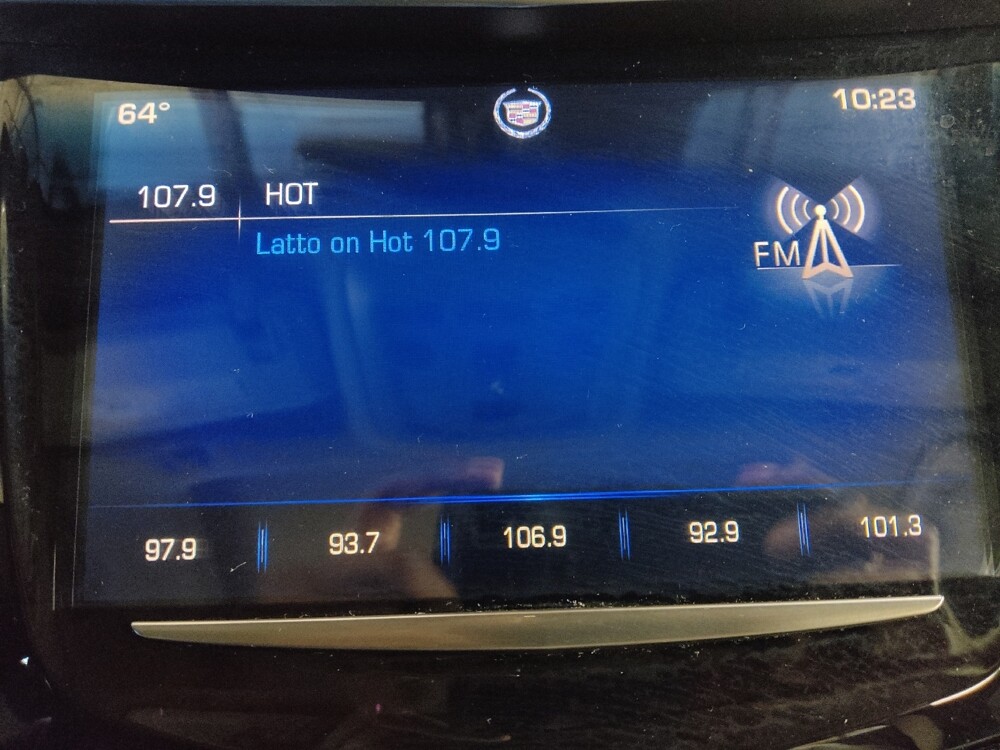 64° 10:23
107.9 HOT
Latto on Hot 107.9
FM
97.9 93.7 106.9 92.9 101.3